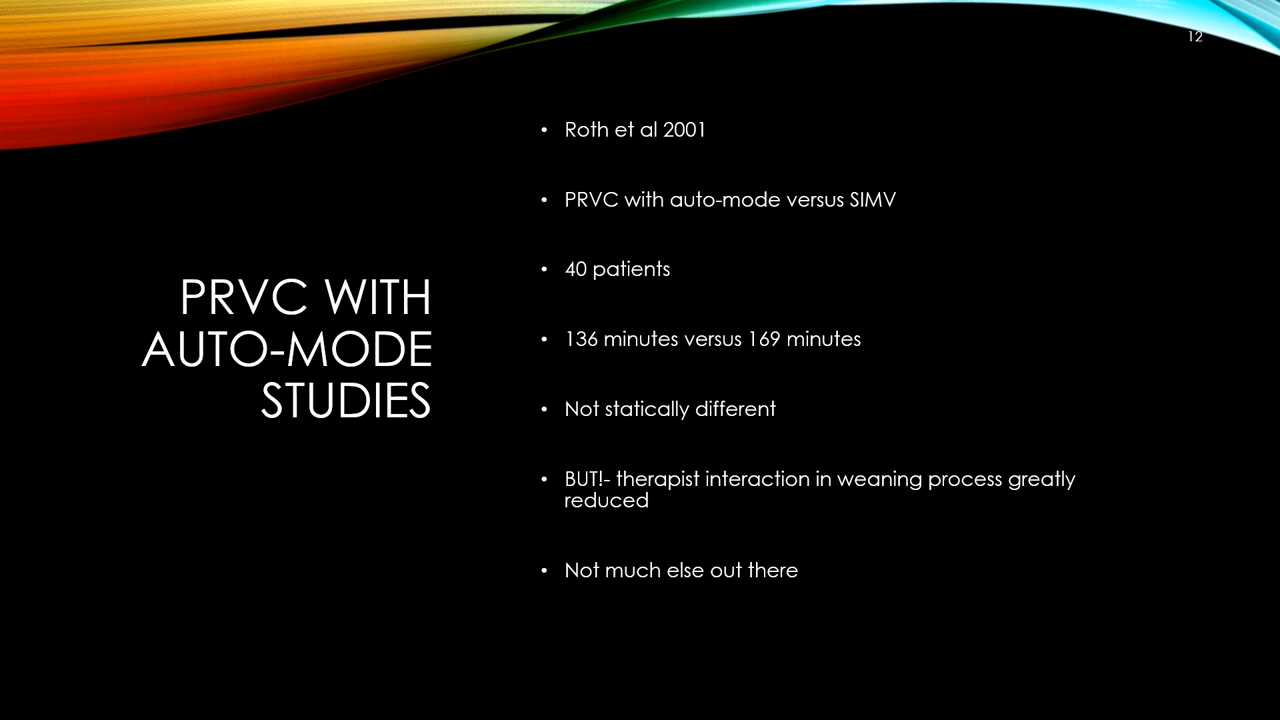 12
PRVC WITH
AUTO-MODE
STUDIES
• Roth et al 2001
• PRVC with auto-mode versus SIMV
• 40 patients
• 136 minutes versus 169 minutes
• Not statically different
• BUT!- therapist interaction in weaning process greatly
reduced
• Not much else out there